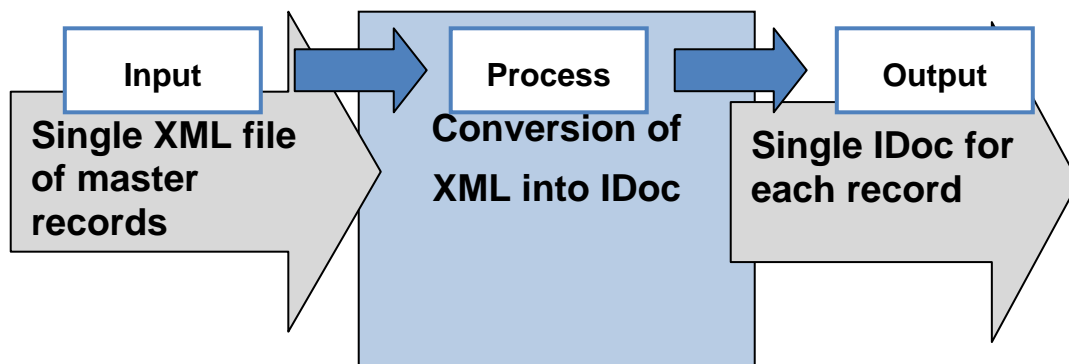 Input
Single XML file
of master
records
Process
Conversion of
XML into IDoc
Output
Single IDoc for
each record